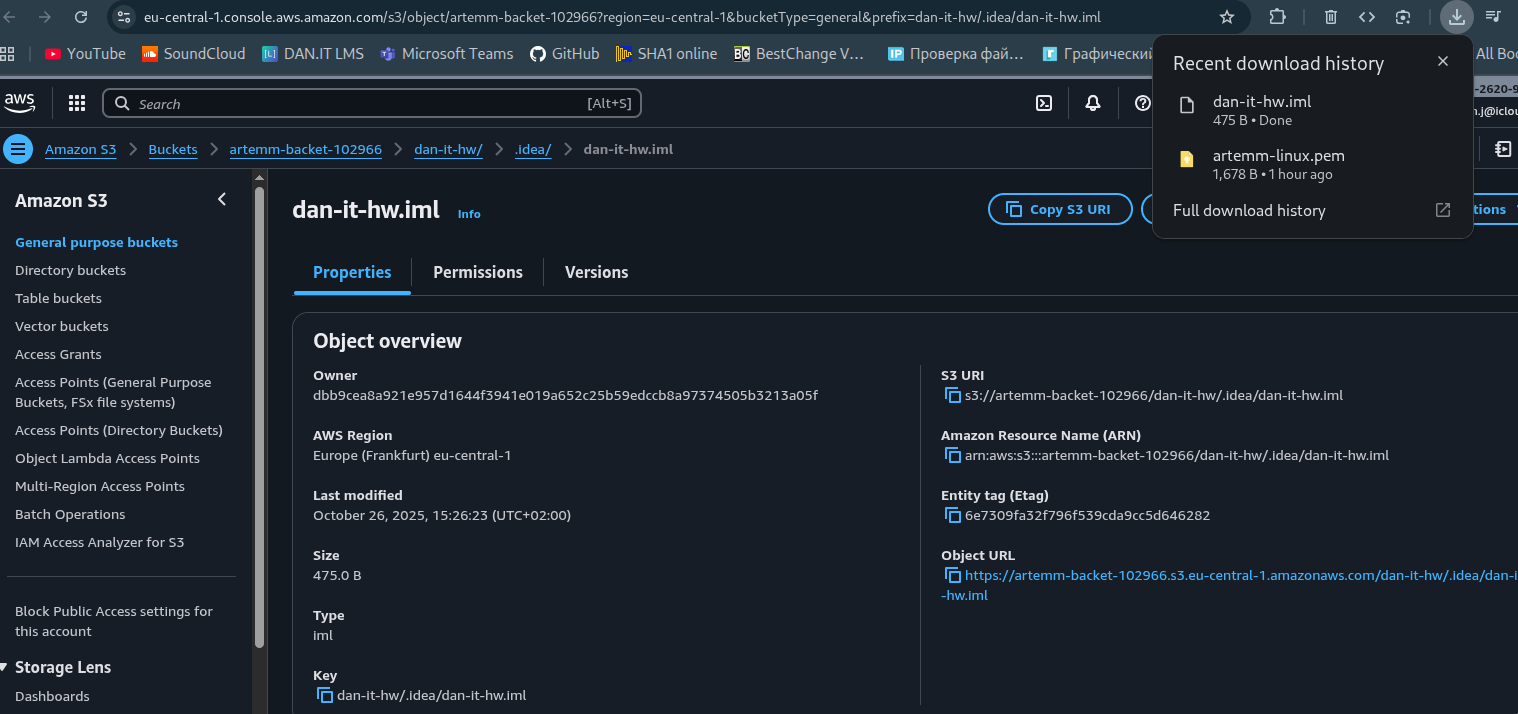 eu-central-1.console.aws.amazon.com/s3/object/artemm-backet-102966?region=eu-central-1&bucketType=general&prefix=dan-it-hw/.idea/dan-it-hw.iml
YouTube SoundCloud DAN.IT LMS Microsoft Teams GitHub SHA1 online BestChange V... Проверка фай... Графический All Boo
Recent download history
dan-it-hw.iml
475 B • Done
artemm-linux.pem
1,678 B • 1 hour ago
Full download history
aws Search [Alt+S]
-2620-9
n.j@iclou
Amazon S3 > Buckets > artemm-backet-102966 > dan-it-hw/ > .idea/ > dan-it-hw.iml
Amazon S3
General purpose buckets
Directory buckets
Table buckets
Vector buckets
Access Grants
Access Points (General Purpose
Buckets, FSx file systems)
Access Points (Directory Buckets)
Object Lambda Access Points
Multi-Region Access Points
Batch Operations
IAM Access Analyzer for S3
Block Public Access settings for
this account
Storage Lens
Dashboards
dan-it-hw.iml Info
Copy S3 URI
tions
Properties Permissions Versions
Object overview
Owner
dbb9cea8a921e957d1644f3941e019a652c25b59edccb8a97374505b3213a05f
AWS Region
Europe (Frankfurt) eu-central-1
Last modified
October 26, 2025, 15:26:23 (UTC+02:00)
Size
475.0 B
Type
iml
Key
dan-it-hw/.idea/dan-it-hw.iml
S3 URI
s3://artemm-backet-102966/dan-it-hw/.idea/dan-it-hw.iml
Amazon Resource Name (ARN)
arn:aws:s3:::artemm-backet-102966/dan-it-hw/.idea/dan-it-hw.iml
Entity tag (Etag)
6e7309fa32f796f539cda9cc5d646282
Object URL
https://artemm-backet-102966.s3.eu-central-1.amazonaws.com/dan-it-hw/.idea/dan-i
-hw.iml